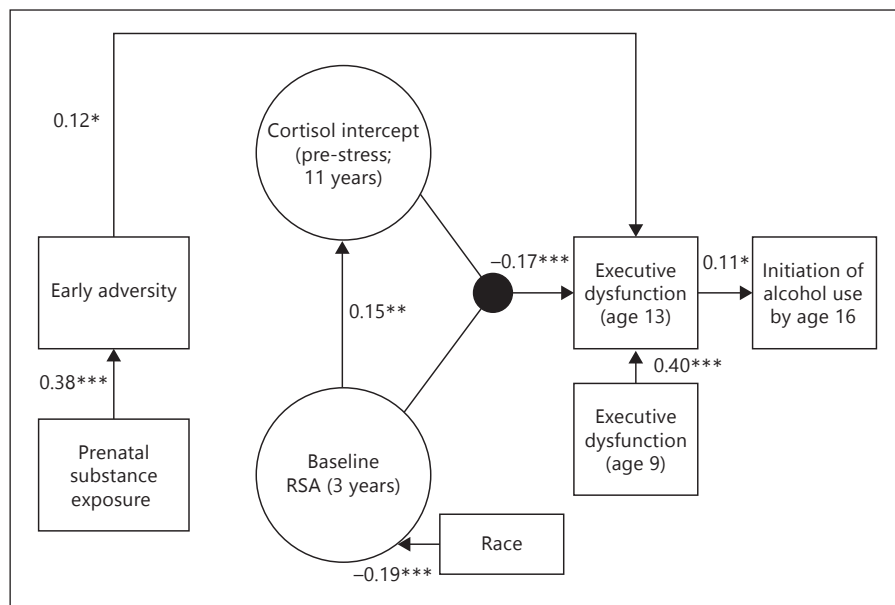 0.12*
Cortisol intercept
(pre-stress;
11 years)
Early adversity
0.38***
Prenatal
substance
exposure
0.15**
Baseline
RSA (3 years)
–0.19***
Race
–0.17***
Executive
dysfunction
(age 13)
0.11*
Initiation of
alcohol use
by age 16
0.40***
Executive
dysfunction
(age 9)